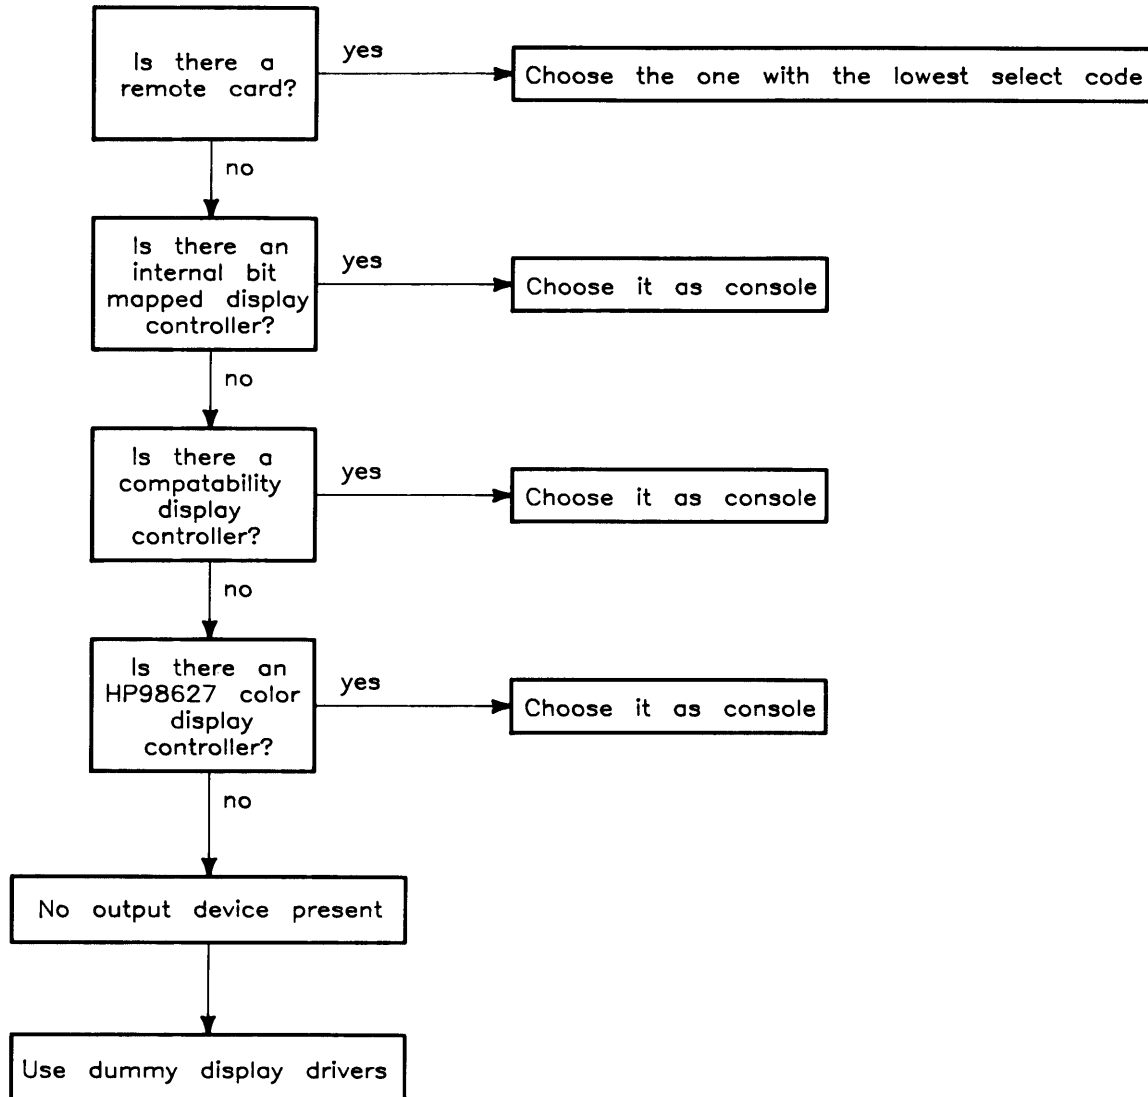 Is there a
remote card?
yes
Choose the one with the lowest select code
no
Is there an
internal bit
mapped display
controller?
yes
Choose it as console
no
Is there a
compatability
display
controller?
yes
Choose it as console
no
Is there an
HP98627 color
display
controller?
yes
Choose it as console
no
No output device present
Use dummy display drivers